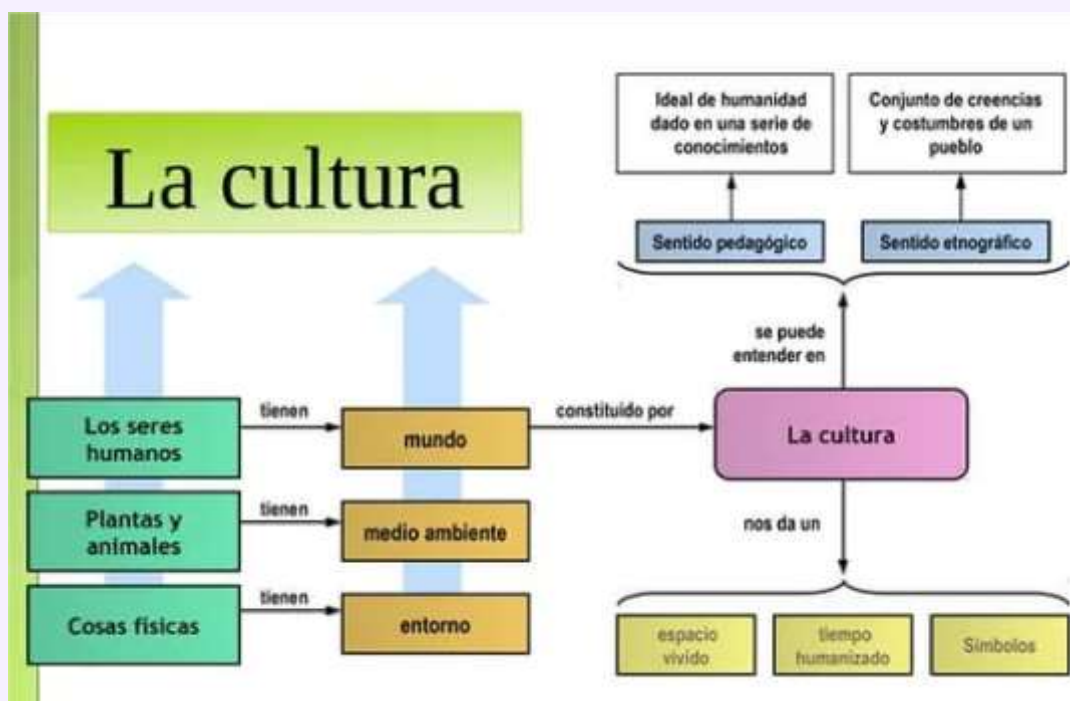 La cultura
Ideal de humanidad
dado en una serie de
conocimientos
Conjunto de creencias
y costumbres de un
pueblo
Sentido pedagógico
Sentido etnográfico
se puede
entender en
Los seres
humanos
tienen
mundo
constituido por
La cultura
Plantas y
animales
tienen
medio ambiente
nos da un
Cosas físicas
tienen
entorno
espacio
vivido
tiempo
humanizado
Símbolos